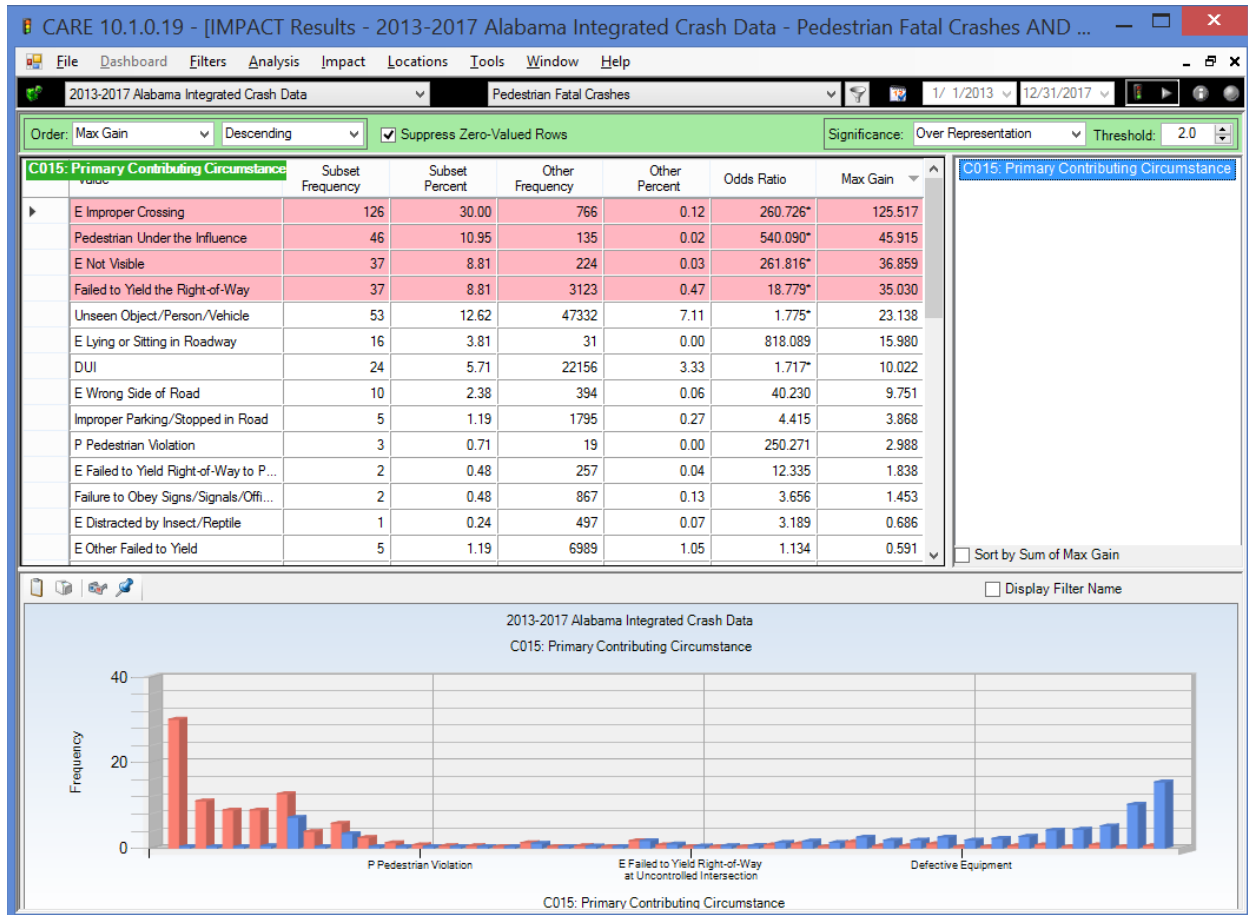 CARE 10.1.0.19 - [IMPACT Results - 2013-2017 Alabama Integrated Crash Data - Pedestrian Fatal Crashes AND ...
File Dashboard Filters Analysis Impact Locations Tools Window Help
2013-2017 Alabama Integrated Crash Data Pedestrian Fatal Crashes 1/ 1/2013 12/31/2017
Order: Max Gain Descending Suppress Zero-Valued Rows Significance: Over Representation Threshold: 2.0
C015: Primary Contributing Circumstance Subset Frequency Subset Percent Other Frequency Other Percent Odds Ratio Max Gain
E Improper Crossing 126 30.00 766 0.12 260.726* 125.517
Pedestrian Under the Influence 46 10.95 135 0.02 540.090* 45.915
E Not Visible 37 8.81 224 0.03 261.816* 36.859
Failed to Yield the Right-of-Way 37 8.81 3123 0.47 18.779* 35.030
Unseen Object/Person/Vehicle 53 12.62 47332 7.11 1.775* 23.138
E Lying or Sitting in Roadway 16 3.81 31 0.00 818.089 15.980
DUI 24 5.71 22156 3.33 1.717* 10.022
E Wrong Side of Road 10 2.38 394 0.06 40.230 9.751
Improper Parking/Stopped in Road 5 1.19 1795 0.27 4.415 3.868
P Pedestrian Violation 3 0.71 19 0.00 250.271 2.988
E Failed to Yield Right-of-Way to P... 2 0.48 257 0.04 12.335 1.838
Failure to Obey Signs/Signals/Offi... 2 0.48 867 0.13 3.656 1.453
E Distracted by Insect/Reptile 1 0.24 497 0.07 3.189 0.686
E Other Failed to Yield 5 1.19 6989 1.05 1.134 0.591
C015: Primary Contributing Circumstance
Sort by Sum of Max Gain
Display Filter Name
2013-2017 Alabama Integrated Crash Data
C015: Primary Contributing Circumstance
40
20
0
Frequency
P Pedestrian Violation
E Failed to Yield Right-of-Way
at Uncontrolled Intersection
Defective Equipment
C015: Primary Contributing Circumstance